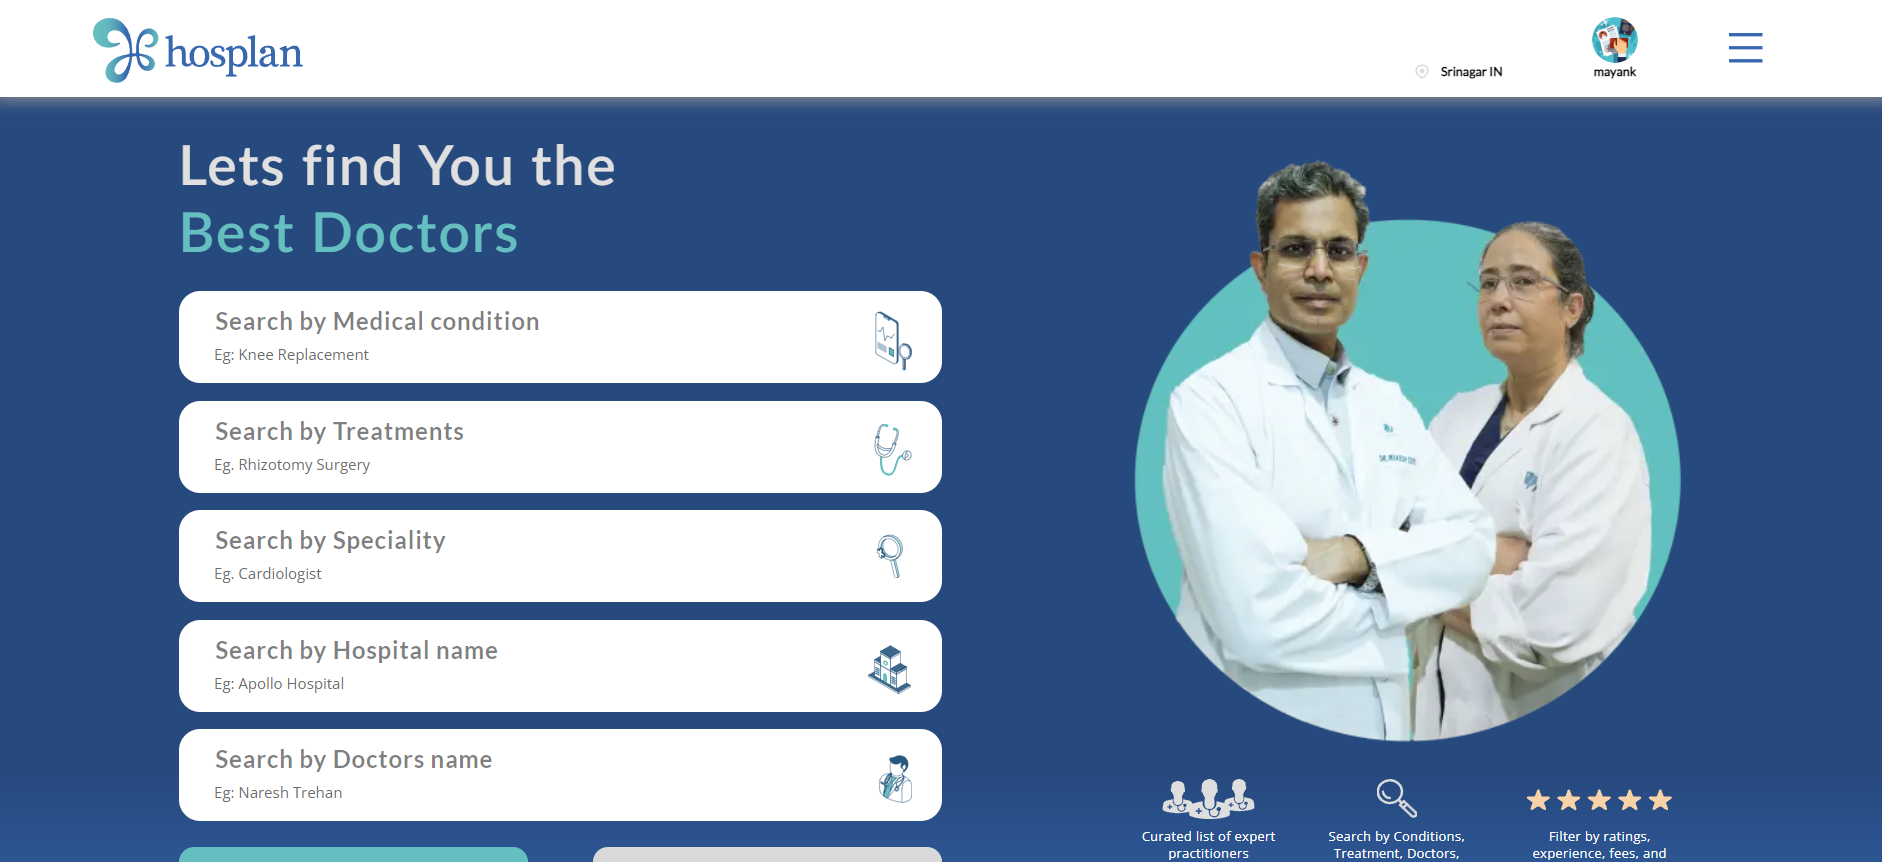 hosplan
Srinagar IN
mayank
Lets find You the
Best Doctors
Search by Medical condition
Eg: Knee Replacement
Search by Treatments
Eg. Rhizotomy Surgery
Search by Speciality
Eg. Cardiologist
Search by Hospital name
Eg: Apollo Hospital
Search by Doctors name
Eg: Naresh Trehan
Curated list of expert
practitioners
Search by Conditions,
Treatment, Doctors,
Filter by ratings,
experience, fees, and